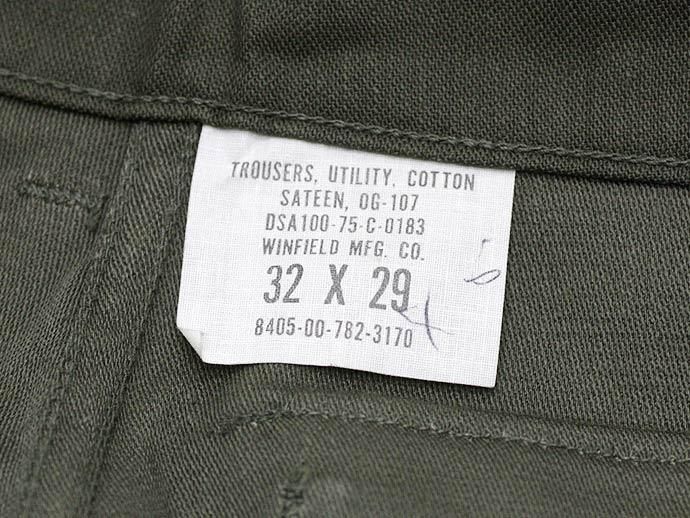 TROUSERS, UTILITY, COTTON
SATEEN, OG-107
DSA100-75-C-0183
WINFIELD MFG. CO.
32 X 29
8405-00-782-3170